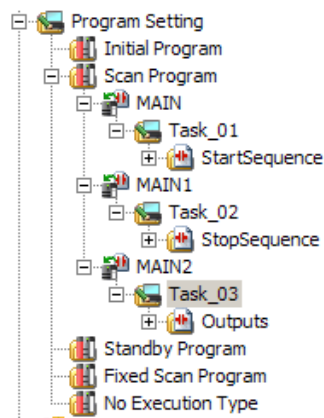 Program Setting
Initial Program
Scan Program
MAIN
Task_01
StartSequence
MAIN1
Task_02
StopSequence
MAIN2
Task_03
Outputs
Standby Program
Fixed Scan Program
No Execution Type